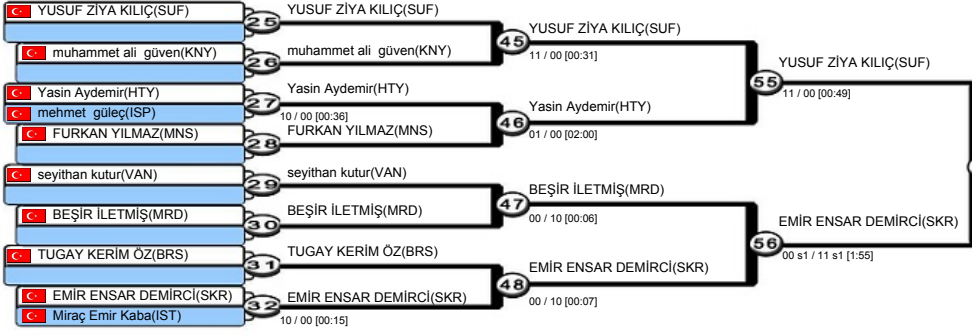 YUSUF ZİYA KILIÇ(SUF)
25
YUSUF ZİYA KILIÇ(SUF)
muhammet ali güven(KNY)
26
muhammet ali güven(KNY)
45
YUSUF ZİYA KILIÇ(SUF)
11 / 00 [00:31]
Yasin Aydemir(HTY)
mehmet güleç(ISP)
27
Yasin Aydemir(HTY)
10 / 00 [00:36]
FURKAN YILMAZ(MNS)
28
FURKAN YILMAZ(MNS)
46
Yasin Aydemir(HTY)
01 / 00 [02:00]
55
YUSUF ZİYA KILIÇ(SUF)
11 / 00 [00:49]
seyithan kutur(VAN)
29
seyithan kutur(VAN)
BEŞİR İLETMİŞ(MRD)
30
BEŞİR İLETMİŞ(MRD)
47
BEŞİR İLETMİŞ(MRD)
00 / 10 [00:06]
TUGAY KERİM ÖZ(BRS)
31
TUGAY KERİM ÖZ(BRS)
EMİR ENSAR DEMİRCİ(SKR)
Miraç Emir Kaba(IST)
32
EMİR ENSAR DEMİRCİ(SKR)
10 / 00 [00:15]
48
EMİR ENSAR DEMİRCİ(SKR)
00 / 10 [00:07]
56
EMİR ENSAR DEMİRCİ(SKR)
00 s1 / 11 s1 [1:55]